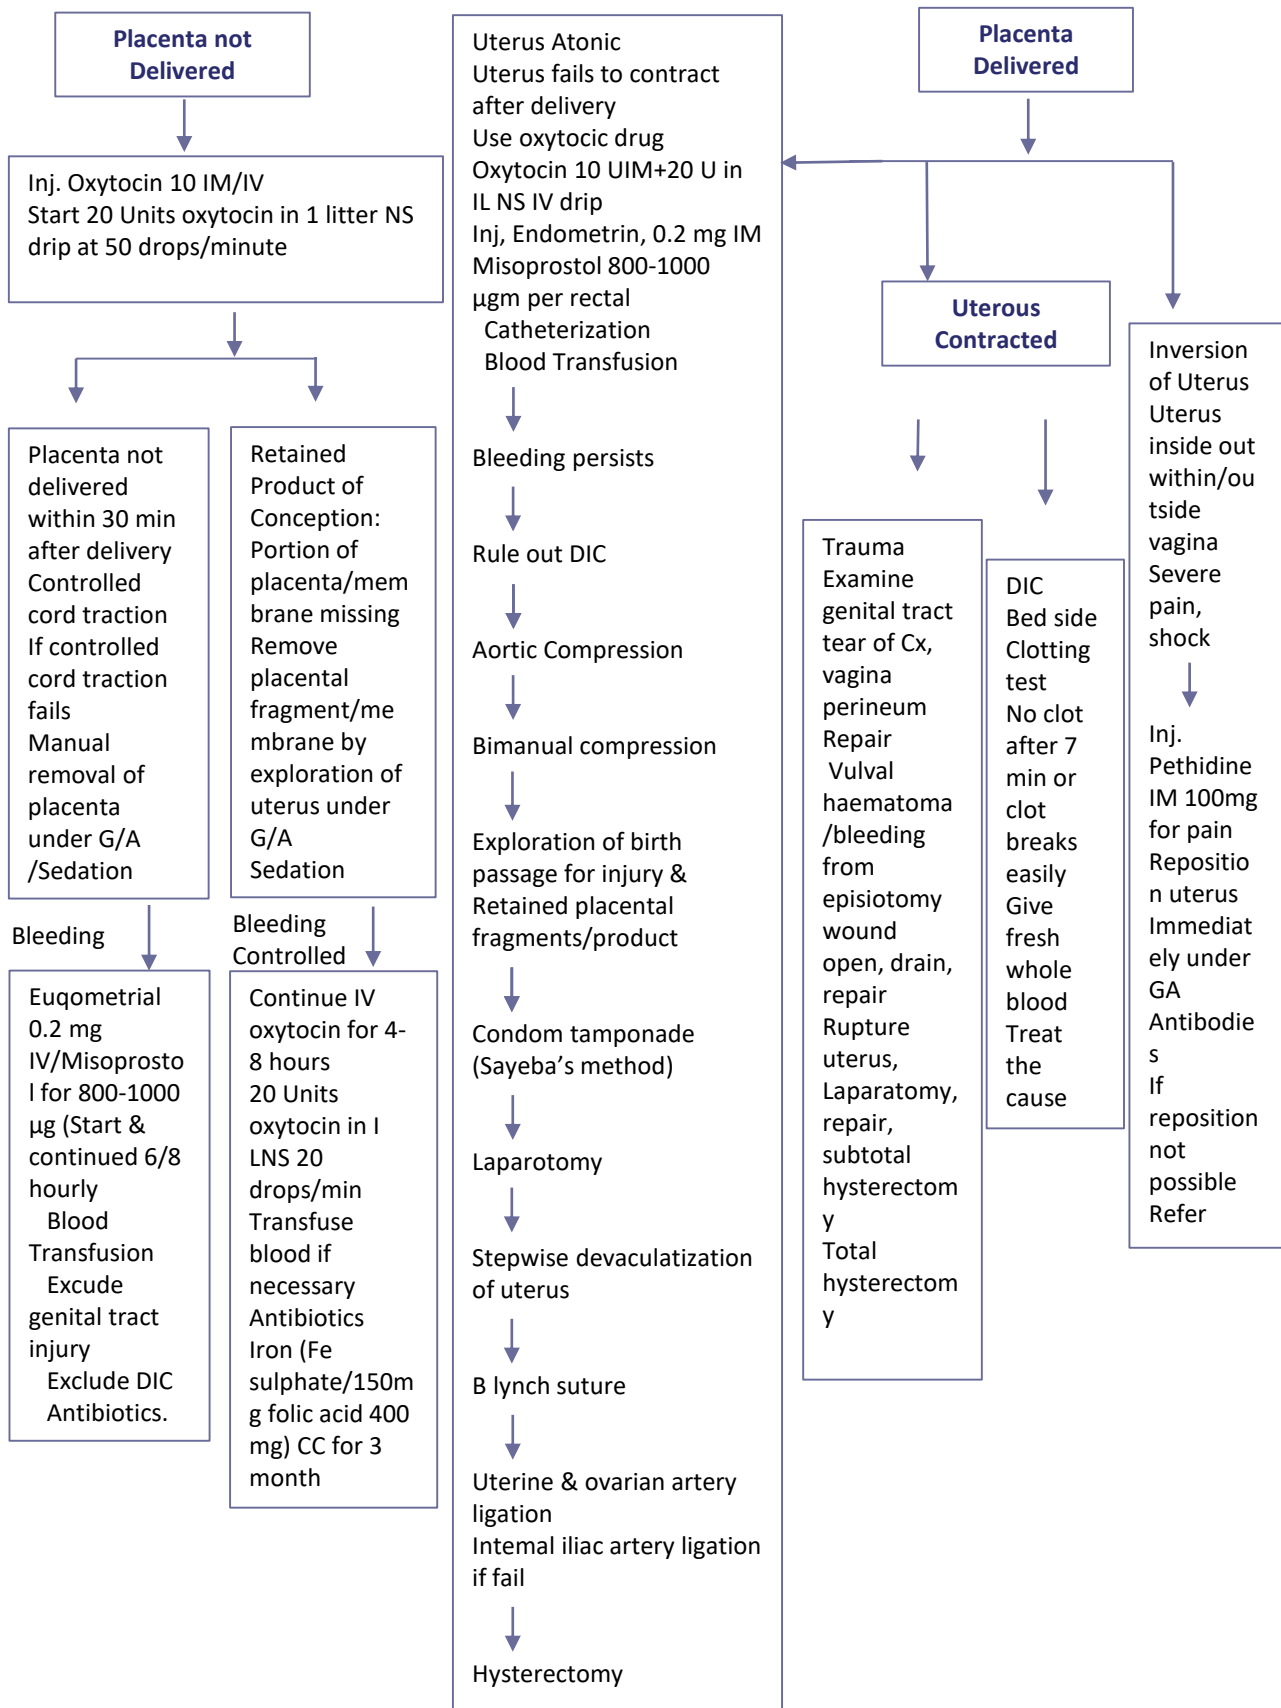 Placenta not
Delivered
Inj. Oxytocin 10 IM/IV
Start 20 Units oxytocin in 1 litter NS
drip at 50 drops/minute
Placenta not
delivered
within 30 min
after delivery
Controlled
cord traction
If controlled
cord traction
fails
Manual
removal of
placenta
under G/A
/Sedation
Bleeding
Euqometrial
0.2 mg
IV/Misoprosto
l for 800-1000
µg (Start &
continued 6/8
hourly
Blood
Transfusion
Excude
genital tract
injury
Exclude DIC
Antibiotics.
Retained
Product of
Conception:
Portion of
placenta/mem
brane missing
Remove
placental
fragment/me
mbrane by
exploration of
uterus under
G/A
Sedation
Bleeding
Controlled
Continue IV
oxytocin for 4-
8 hours
20 Units
oxytocin in I
LNS 20
drops/min
Transfuse
blood if
necessary
Antibiotics
Iron (Fe
sulphate/150m
g folic acid 400
mg) CC for 3
month
Uterus Atonic
Uterus fails to contract
after delivery
Use oxytocic drug
Oxytocin 10 UIM+20 U in
IL NS IV drip
Inj, Endometrin, 0.2 mg IM
Misoprostol 800-1000
µgm per rectal
Catheterization
Blood Transfusion
Bleeding persists
Rule out DIC
Aortic Compression
Bimanual compression
Exploration of birth
passage for injury &
Retained placental
fragments/product
Condom tamponade
(Sayeba’s method)
Laparotomy
Stepwise devaculatization
of uterus
B lynch suture
Uterine & ovarian artery
ligation
Intemal iliac artery ligation
if fail
Hysterectomy
Placenta
Delivered
Uterous
Contracted
Trauma
Examine
genital tract
tear of Cx,
vagina
perineum
Repair
Vulval
haematoma
/bleeding
from
episiotomy
wound
open, drain,
repair
Rupture
uterus,
Laparatomy,
repair,
subtotal
hysterectom
y
Total
hysterectom
y
DIC
Bed side
Clotting
test
No clot
after 7
min or
clot
breaks
easily
Give
fresh
whole
blood
Treat
the
cause
Inversion
of Uterus
Uterus
inside out
within/ou
tside
vagina
Severe
pain,
shock
Inj.
Pethidine
IM 100mg
for pain
Repositio
n uterus
Immediat
ely under
GA
Antibodie
s
If
reposition
not
possible
Refer